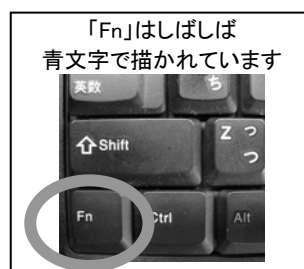 「Fn」はしばしば
青文字で描かれています
英数
ち
Shift
Z っ
つ
Fn
Ctrl
Alt